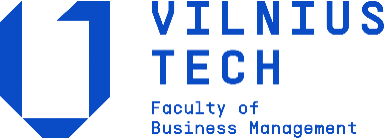 VILNIUS
TECH
Faculty of
Business Management